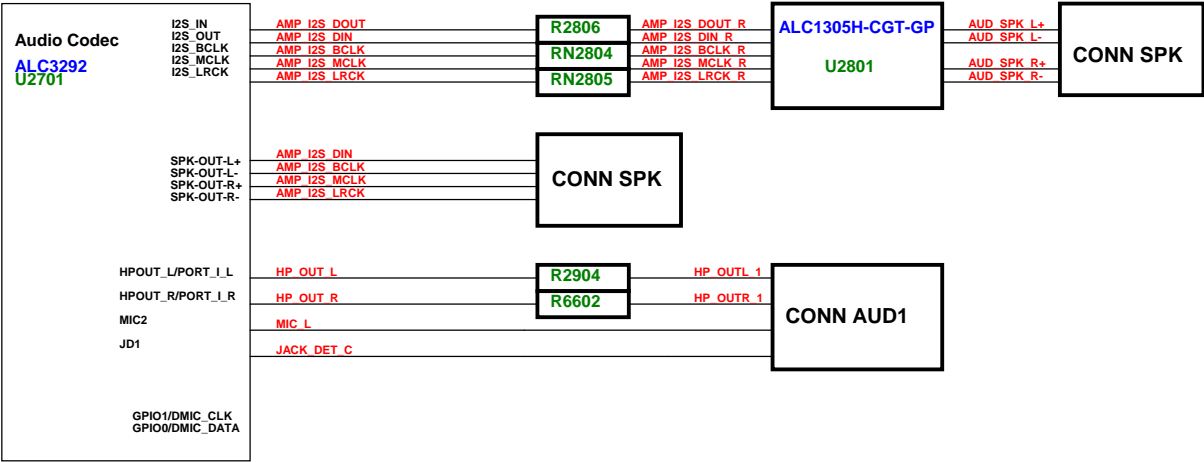 I2S_IN AMP_I2S_DOUT R2806 AMP_I2S_DOUT_R ALC1305H-CGT-GP AUD_SPK_L+
Audio Codec I2S_OUT AMP_I2S_DIN AMP_I2S_DIN_R AUD_SPK_L-
I2S_BCLK AMP_I2S_BCLK RN2804 AMP_I2S_BCLK_R CONN SPK
ALC3292 I2S_MCLK AMP_I2S_MCLK AMP_I2S_MCLK_R U2801 AUD_SPK_R+
U2701 I2S_LRCK AMP_I2S_LRCK RN2805 AMP_I2S_LRCK_R AUD_SPK_R-
SPK-OUT-L+ AMP_I2S_DIN
SPK-OUT-L- AMP_I2S_BCLK
SPK-OUT-R+ AMP_I2S_MCLK CONN SPK
SPK-OUT-R- AMP_I2S_LRCK
HPOUT_L/PORT_I_L HP_OUT_L R2904 HP_OUTL_1
HPOUT_R/PORT_I_R HP_OUT_R R6602 HP_OUTR_1
MIC2 MIC_L CONN AUD1
JD1 JACK_DET_C
GPIO1/DMIC_CLK
GPIO0/DMIC_DATA